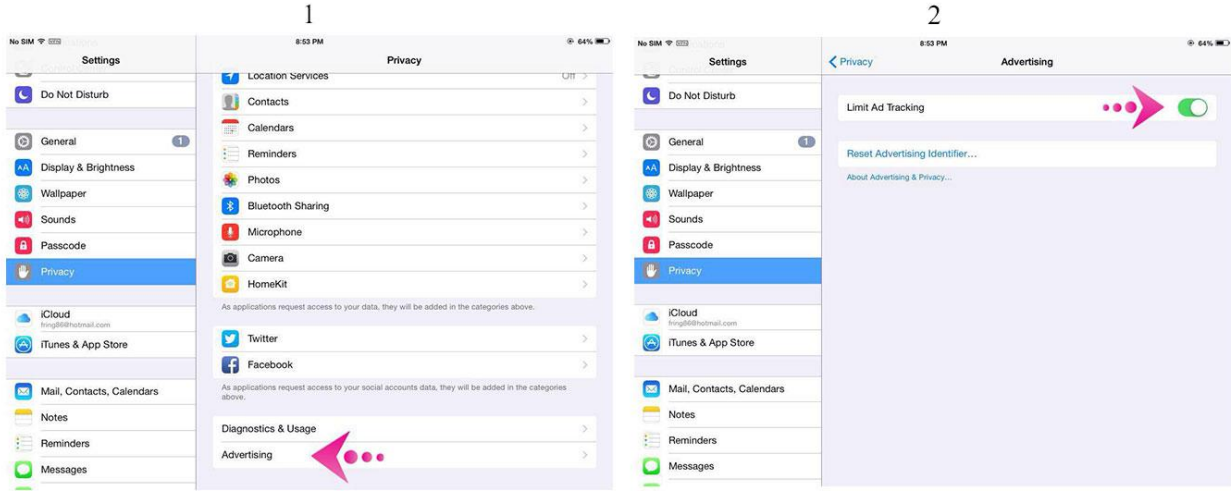 1
No SIM
8:53 PM
64%
Settings
Do Not Disturb
General 1
Display & Brightness
Wallpaper
Sounds
Passcode
Privacy
iCloud
fring86@hotmail.com
iTunes & App Store
Mail, Contacts, Calendars
Notes
Reminders
Messages
Privacy
Location Services Off
Contacts
Calendars
Reminders
Photos
Bluetooth Sharing
Microphone
Camera
HomeKit
As applications request access to your data, they will be added in the categories above.
Twitter
Facebook
As applications request access to your social accounts data, they will be added in the categories
above.
Diagnostics & Usage
Advertising
2
No SIM
8:53 PM
64%
Settings
Do Not Disturb
General 1
Display & Brightness
Wallpaper
Sounds
Passcode
Privacy
iCloud
fring86@hotmail.com
iTunes & App Store
Mail, Contacts, Calendars
Notes
Reminders
Messages
Privacy
Advertising
Limit Ad Tracking
Reset Advertising Identifier...
About Advertising & Privacy...